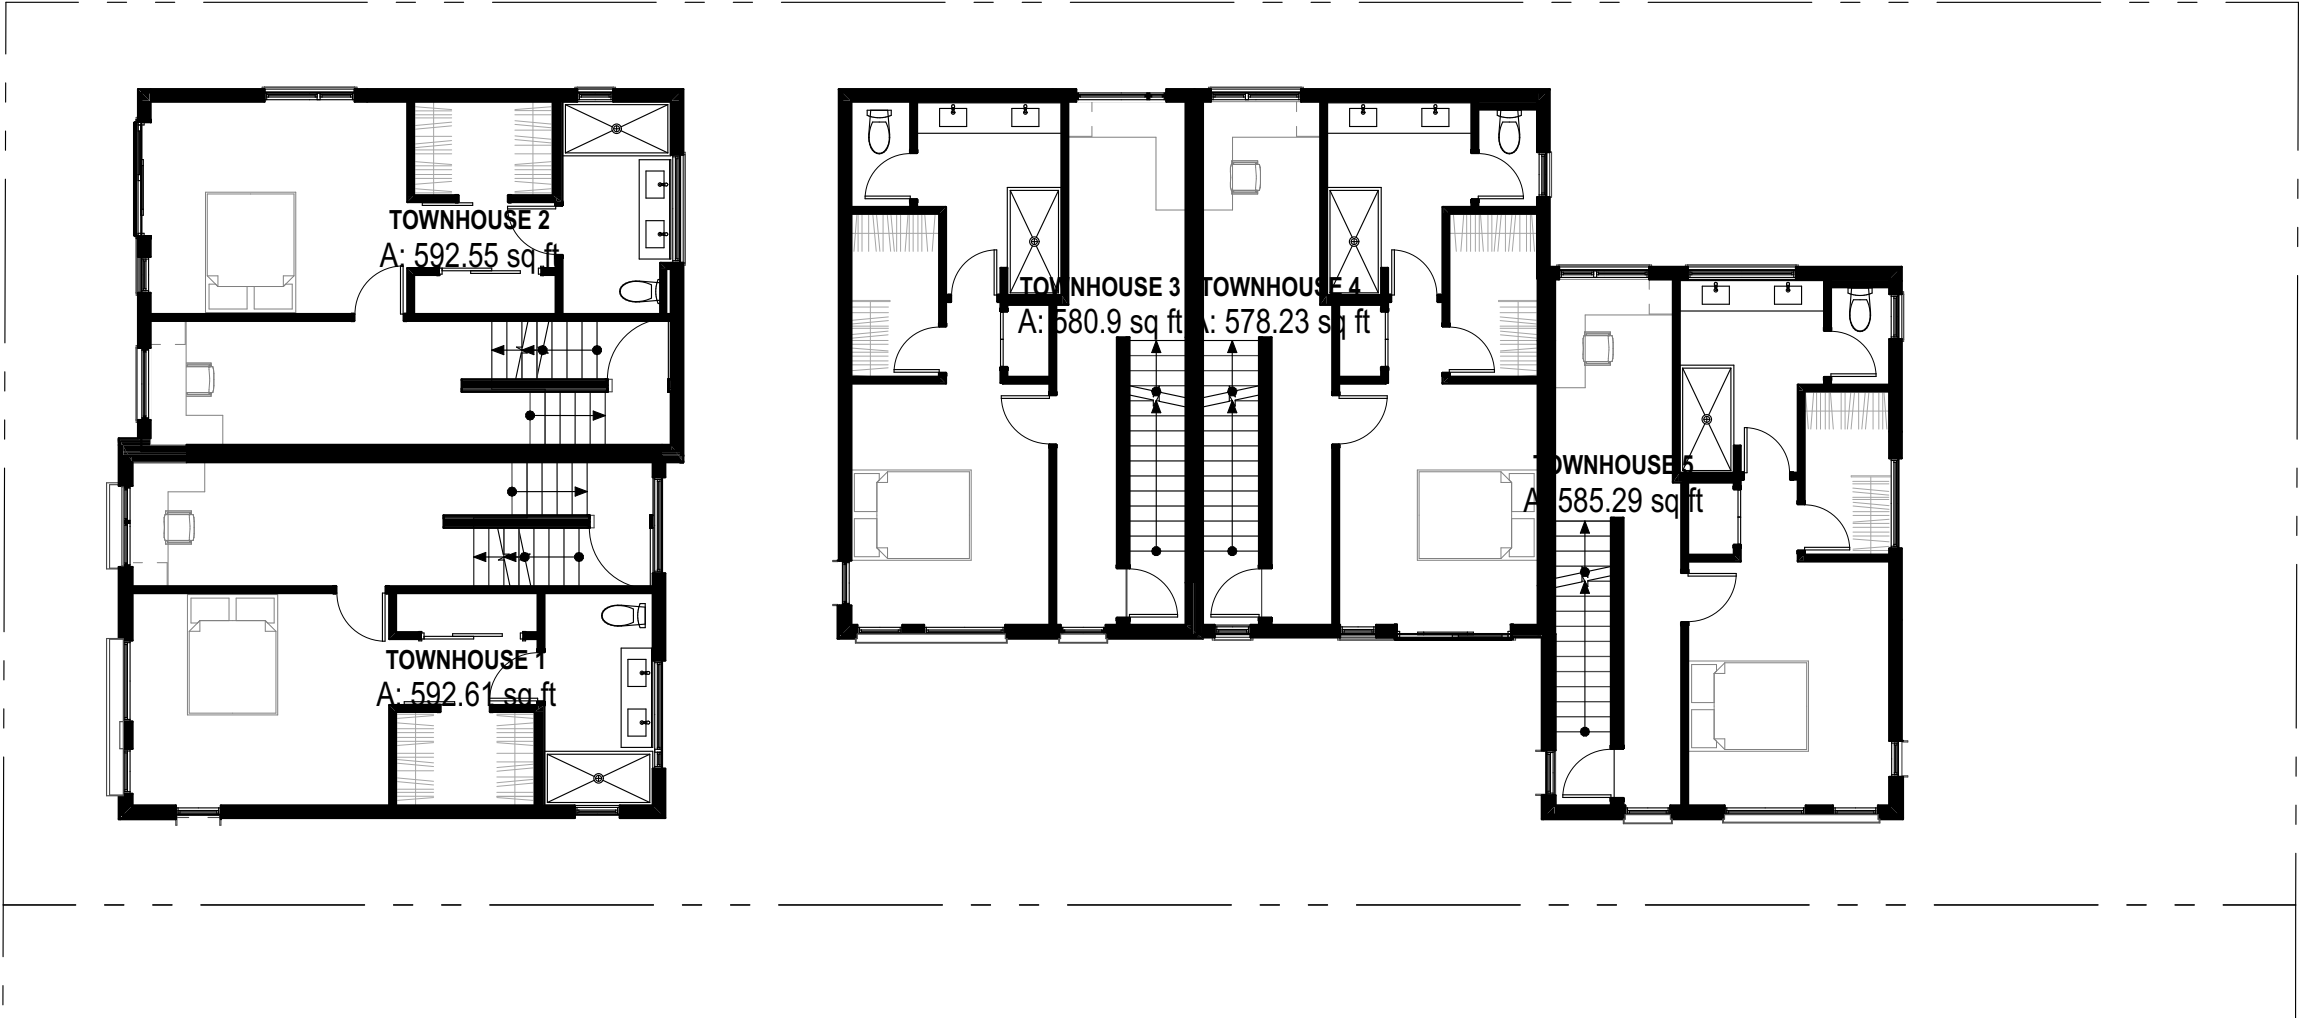 TOWNHOUSE 2
A: 592.55 sq ft
TOWNHOUSE 3
A: 580.9 sq ft
TOWNHOUSE 4
A: 578.23 sq ft
TOWNHOUSE 5
A: 585.29 sq ft
TOWNHOUSE 1
A: 592.61 sq ft